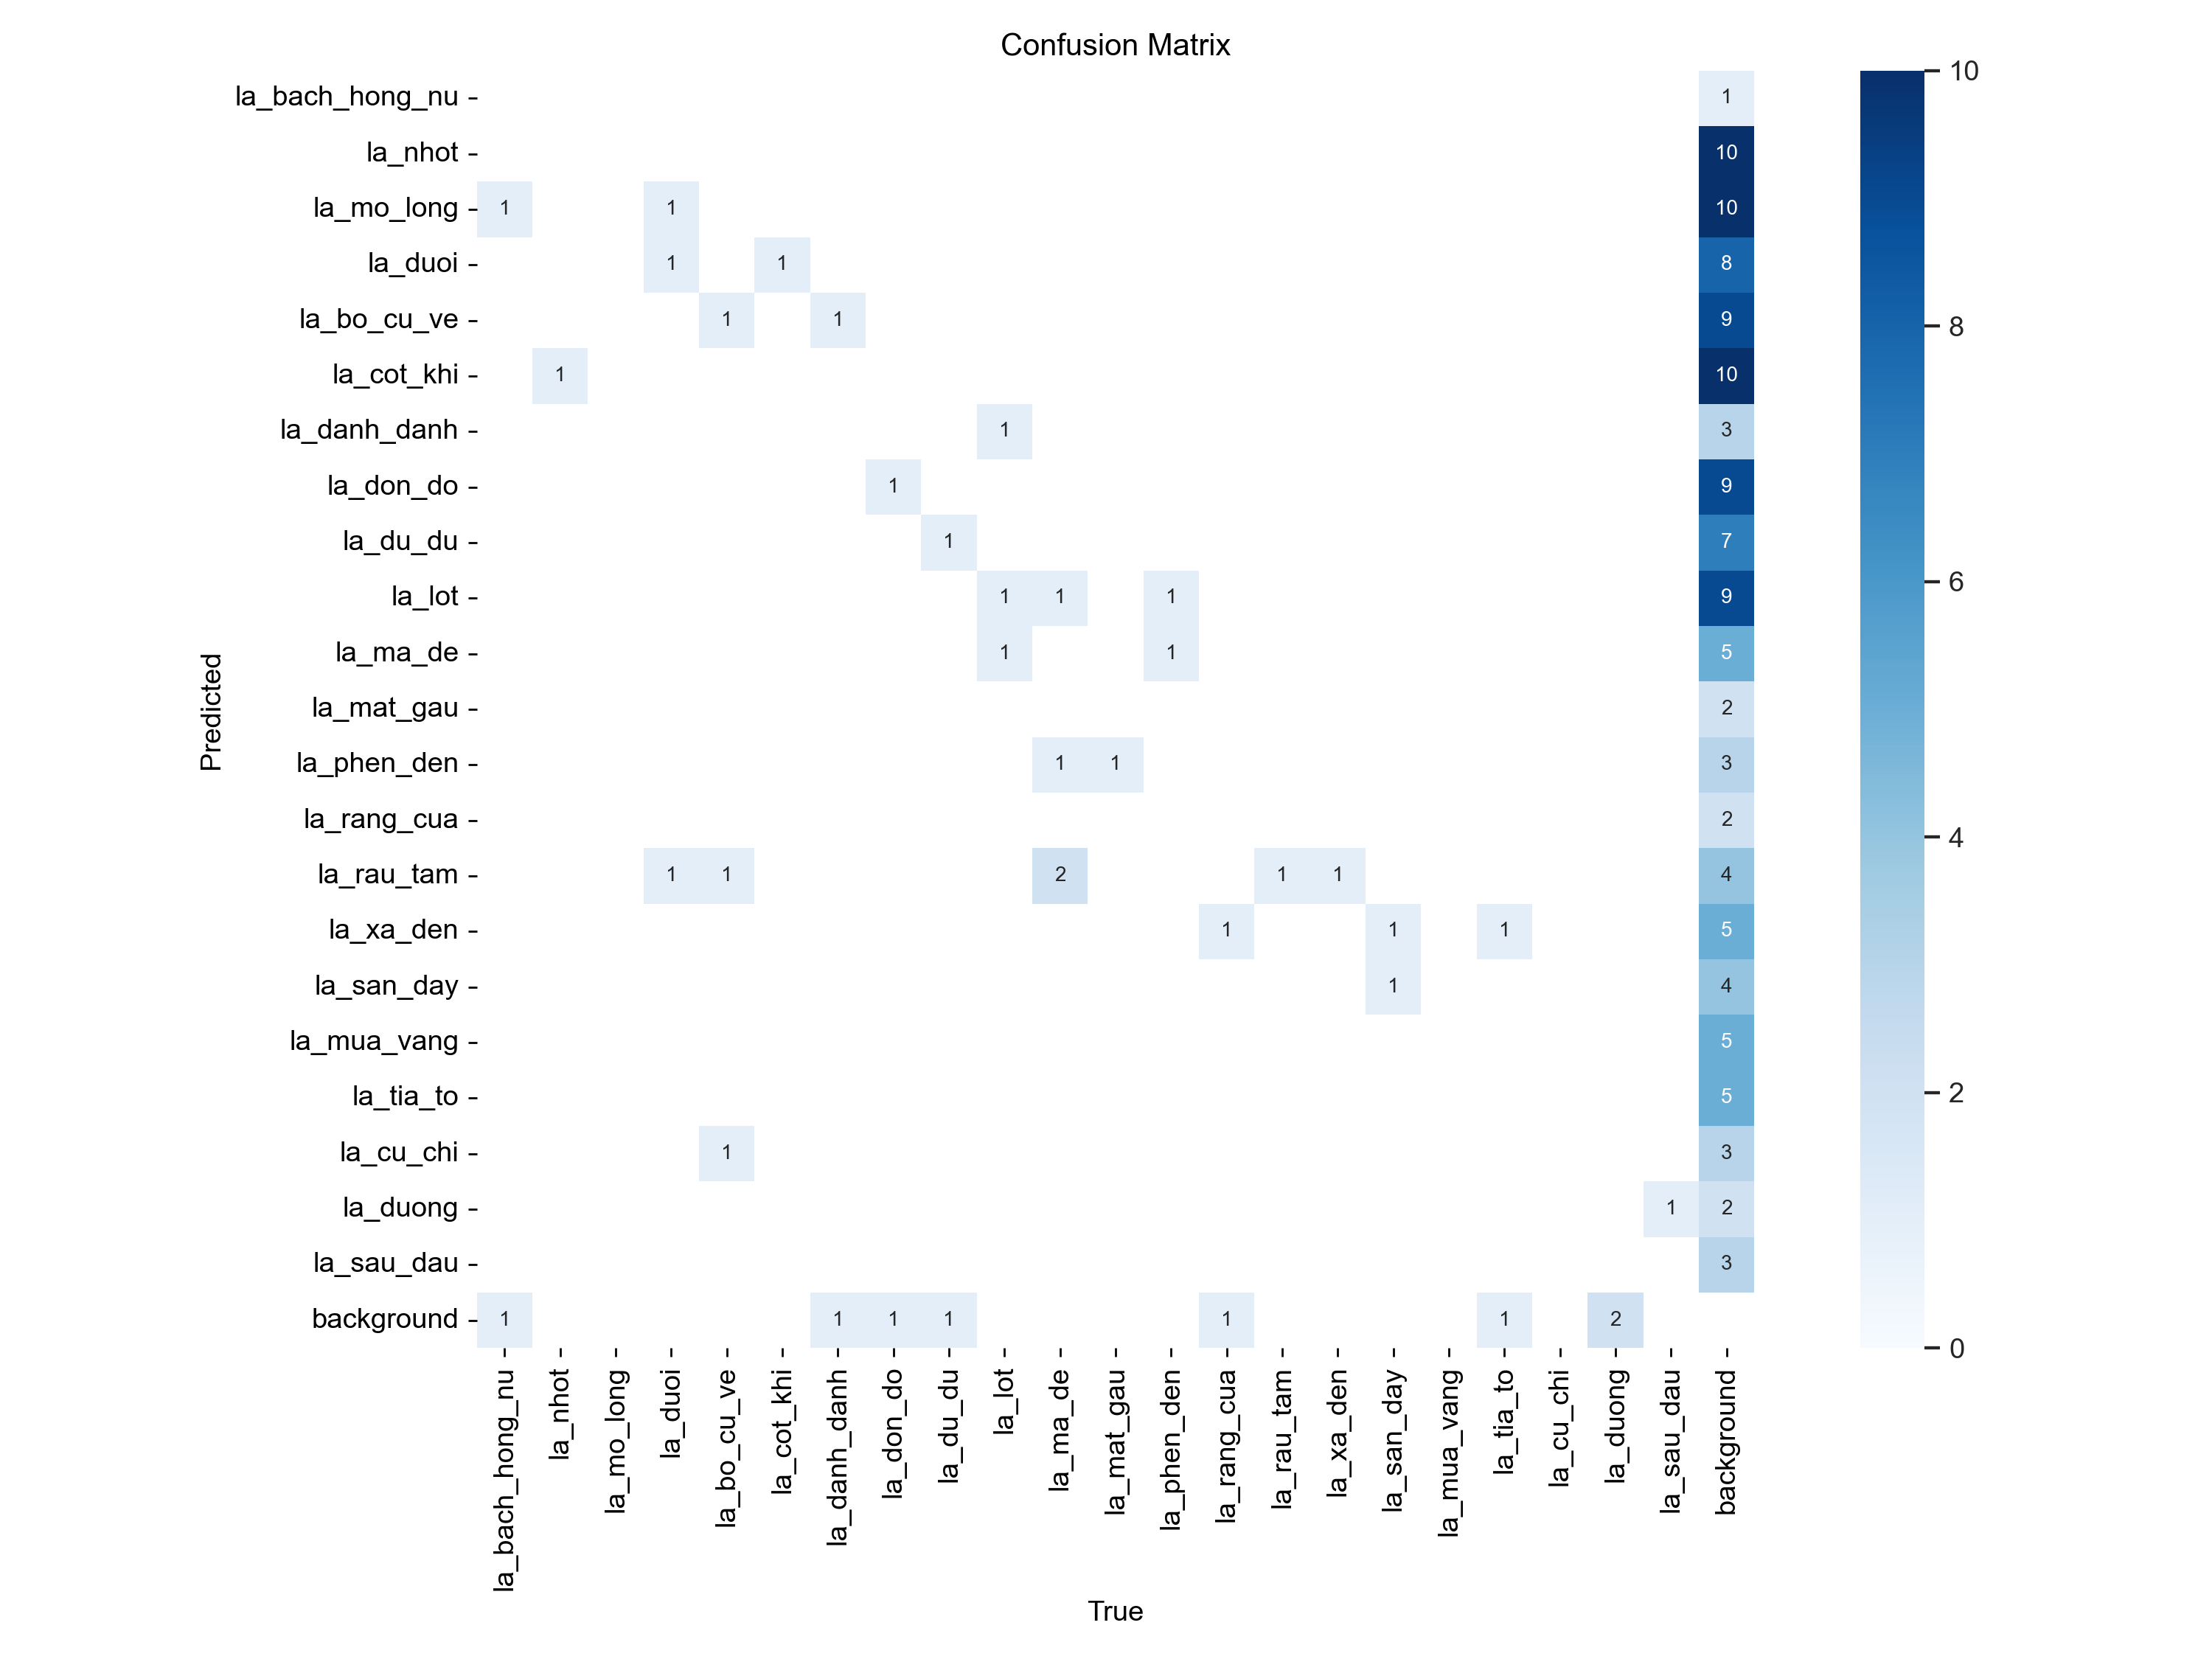 Confusion Matrix
la_bach_hong_nu 1
la_nhot 10
la_mo_long 1 1 10
la_duoi 1 1 8
la_bo_cu_ve 1 1 9
la_cot_khi 1 10
la_danh_danh 1 3
la_don_do 1 9
la_du_du 1 7
la_lot 1 1 1 9
la_ma_de 1 1 5
la_mat_gau 2
la_phen_den 1 1 3
la_rang_cua 2
la_rau_tam 1 1 2 1 1 4
la_xa_den 1 1 1 5
la_san_day 1 4
la_mua_vang 5
la_tia_to 5
la_cu_chi 1 3
la_duong 1 2
la_sau_dau 3
background 1 1 1 1 1 1 2
Predicted
la_bach_hong_nu
la_nhot
la_mo_long
la_duoi
la_bo_cu_ve
la_cot_khi
la_danh_danh
la_don_do
la_du_du
la_lot
la_ma_de
la_mat_gau
la_phen_den
la_rang_cua
la_rau_tam
la_xa_den
la_san_day
la_mua_vang
la_tia_to
la_cu_chi
la_duong
la_sau_dau
background
True
10
8
6
4
2
0